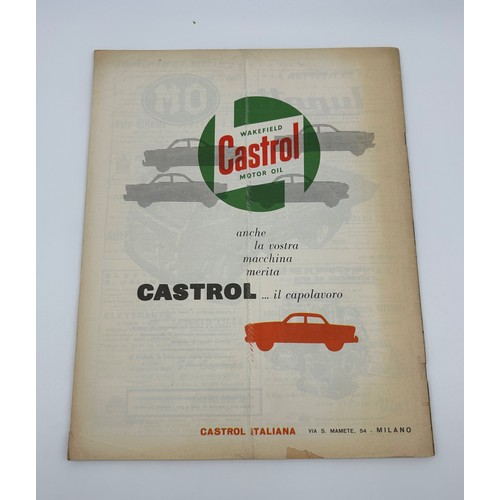 WAKEFIELD
Castrol
MOTOR OIL
anche
la vostra
macchina
merita
CASTROL ... il capolavoro
CASTROL ITALIANA VIA S. MAMETE, 54 - MILANO